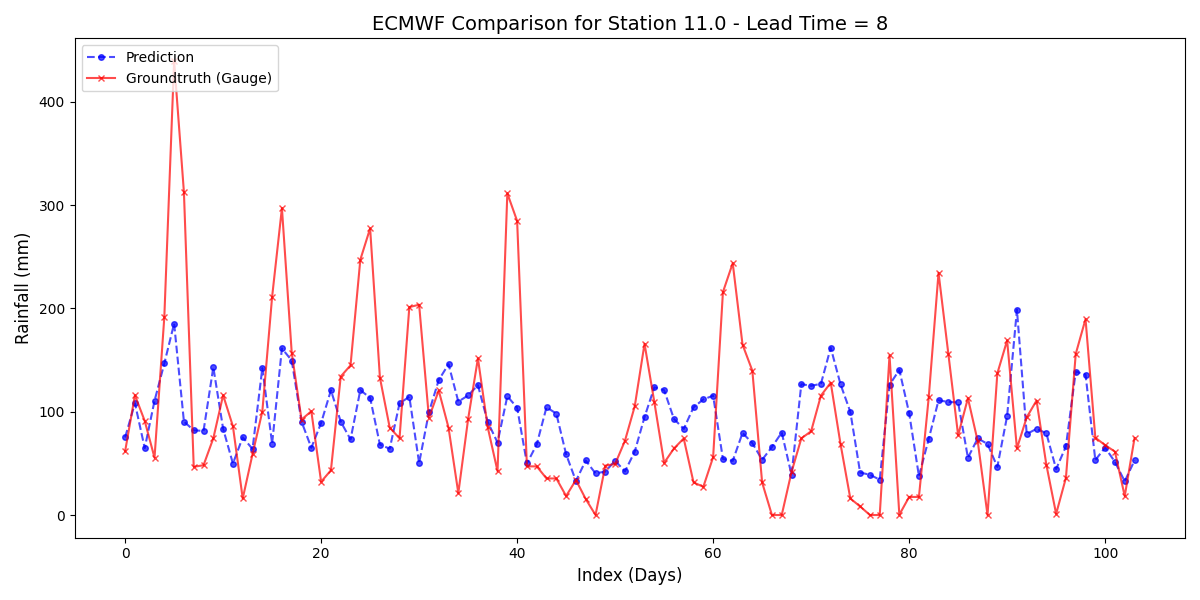 ECMWF Comparison for Station 11.0 - Lead Time = 8
Prediction
Groundtruth (Gauge)
Rainfall (mm)
400
300
200
100
0
0 20 40 60 80 100
Index (Days)